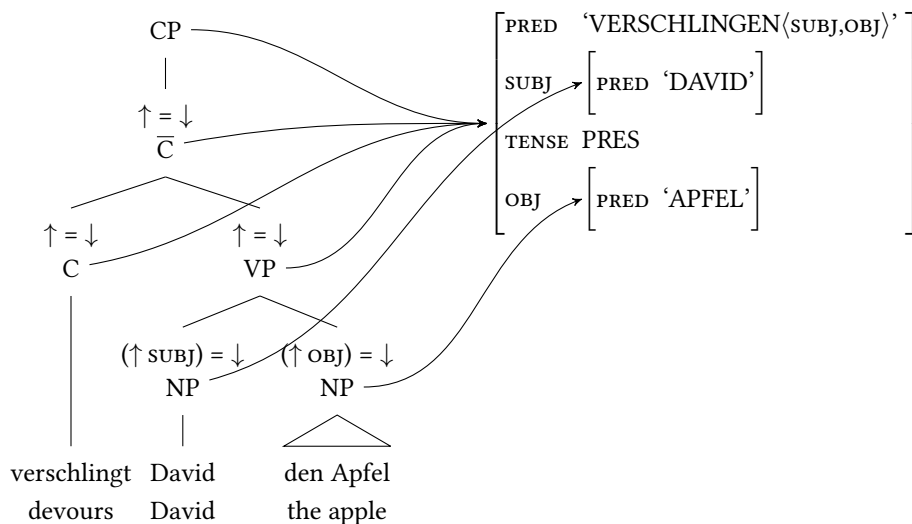 CP
↑ = ↓
C̅
↑ = ↓
C
↑ = ↓
VP
(↑ SUBJ) = ↓
NP
(↑ OBJ) = ↓
NP
verschlingt David den Apfel
devours David the apple
PRED ‘VERSCHLINGEN⟨SUBJ,OBJ⟩’
SUBJ [PRED ‘DAVID’]
TENSE PRES
OBJ [PRED ‘APFEL’]